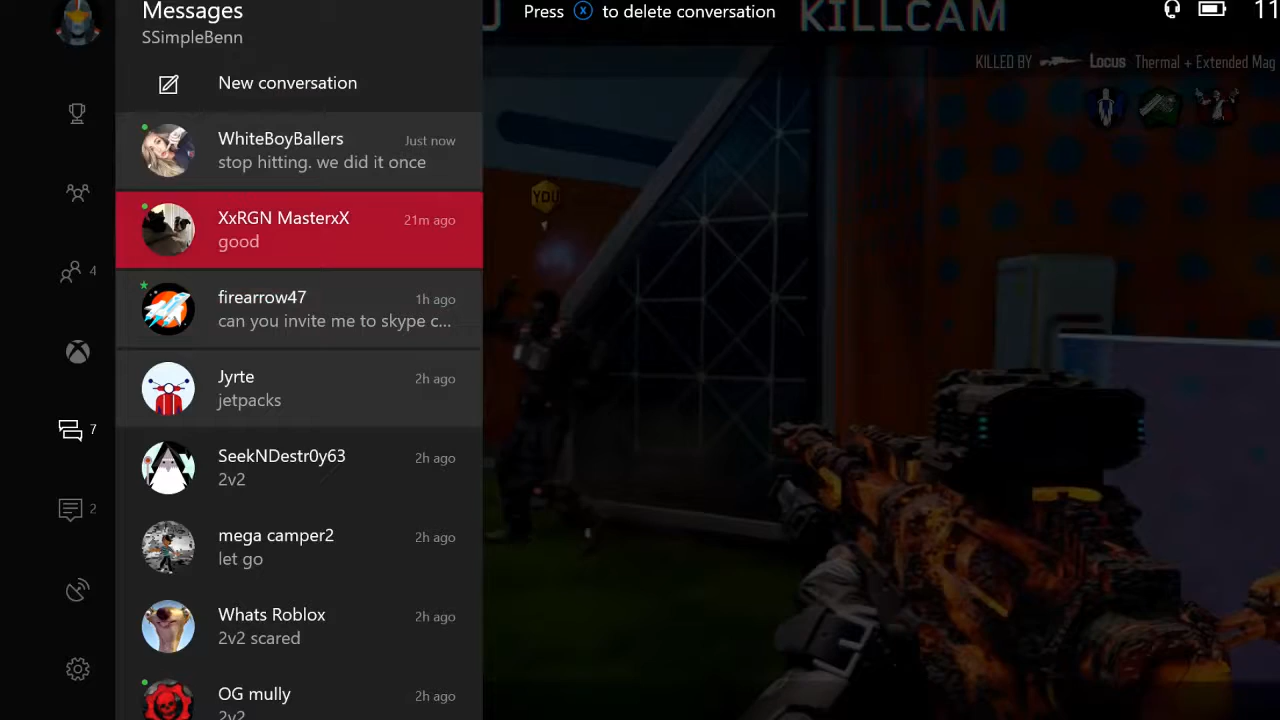 Messages
SSimpleBenn
Press X to delete conversation
KILLCAM
11
KILLED BY Locus Thermal + Extended Mag
New conversation
WhiteBoyBallers Just now
stop hitting. we did it once
YOU
XxRGN MasterxX 21m ago
good
4
firearrow47 1h ago
can you invite me to skype c...
Jyrte 2h ago
jetpacks
7
SeekNDestr0y63 2h ago
2v2
2
mega camper2 2h ago
let go
Whats Roblox 2h ago
2v2 scared
OG mully 2h ago
2v2